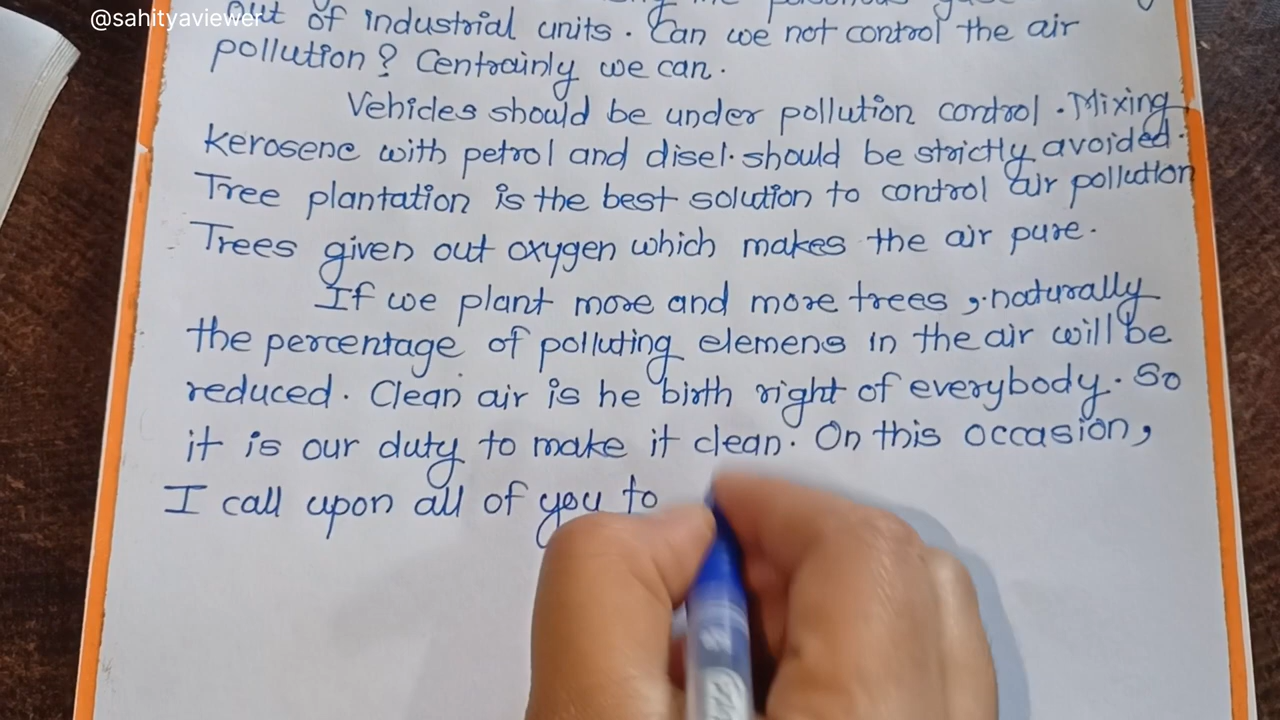 @sahityaviewer
out of industrial units. Can we not control the air
pollution? Centrainly we can.
Vehicles should be under pollution control. Mixing
kerosene with petrol and disel. should be strictly avoided.
Tree plantation is the best solution to control air pollution
Trees given out oxygen which makes the air pure.
If we plant more and more trees, naturally
the percentage of polluting elemens in the air will be
reduced. Clean air is he birth right of everybody. So
it is our duty to make it clean. On this occasion,
I call upon all of you to